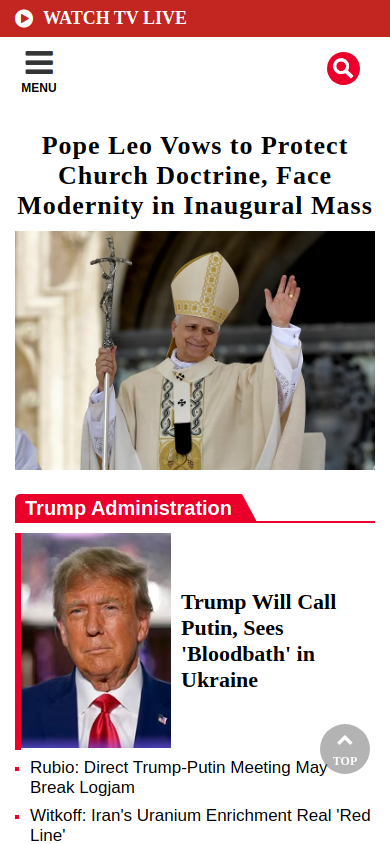 WATCH TV LIVE
MENU
Pope Leo Vows to Protect
Church Doctrine, Face
Modernity in Inaugural Mass
Trump Administration
Trump Will Call
Putin, Sees
'Bloodbath' in
Ukraine
TOP
Rubio: Direct Trump-Putin Meeting May
Break Logjam
Witkoff: Iran's Uranium Enrichment Real 'Red
Line'